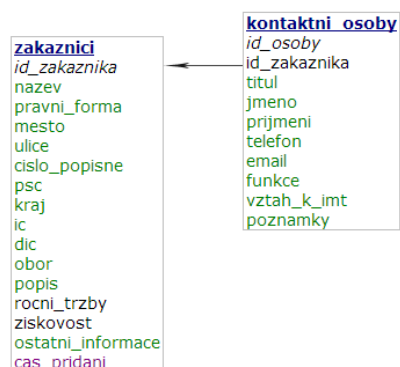 zakaznici
id_zakaznika
nazev
pravni_forma
mesto
ulice
cislo_popisne
psc
kraj
ic
dic
obor
popis
rocni_trzby
ziskovost
ostatni_informace
cas_pridani
kontaktni_osoby
id_osoby
id_zakaznika
titul
jmeno
prijmeni
telefon
email
funkce
vztah_k_imt
poznamky